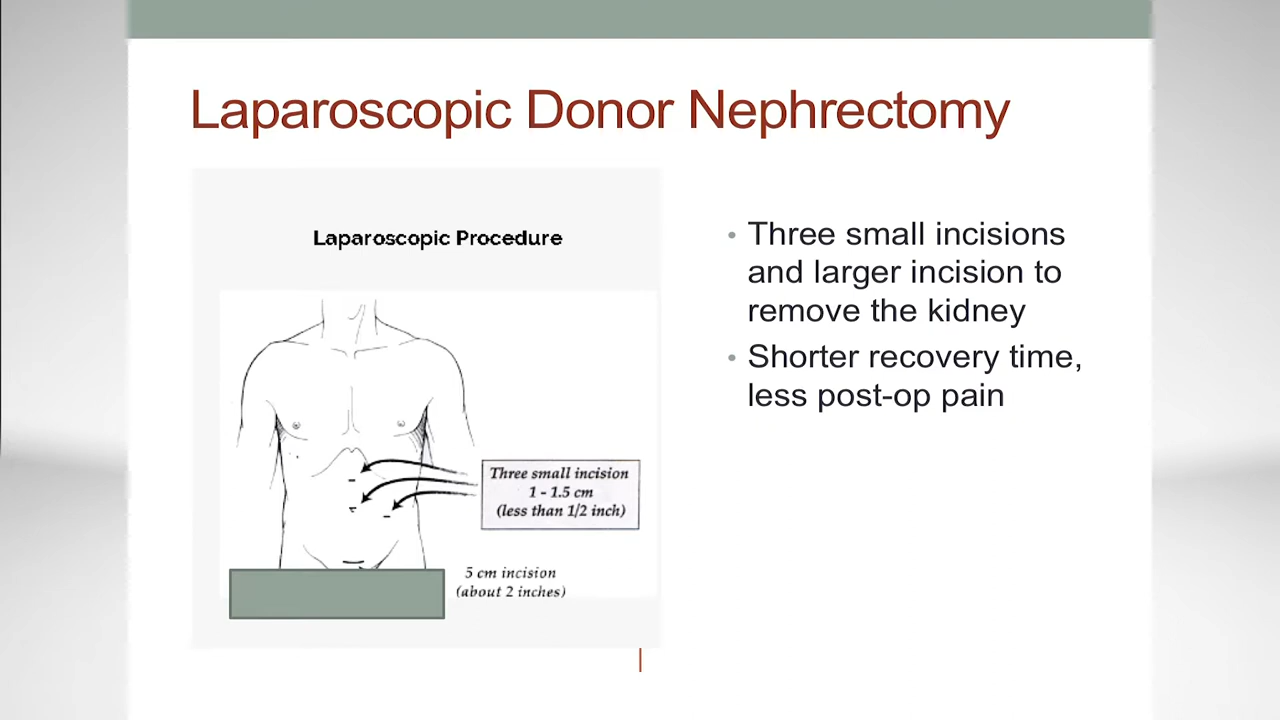 Laparoscopic Donor Nephrectomy
Laparoscopic Procedure
Three small incision
1 - 1.5 cm
(less than 1/2 inch)
5 cm incision
(about 2 inches)
• Three small incisions
and larger incision to
remove the kidney
• Shorter recovery time,
less post-op pain